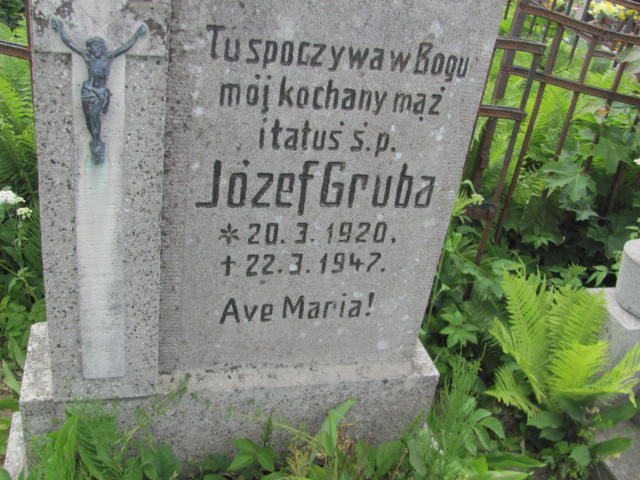 Tu spoczywa w Bogu
mój kochany mąż
i tatuś ś.p.
Józef Gruba
* 20. 3. 1920.
† 22. 3. 1947.
Ave Maria!